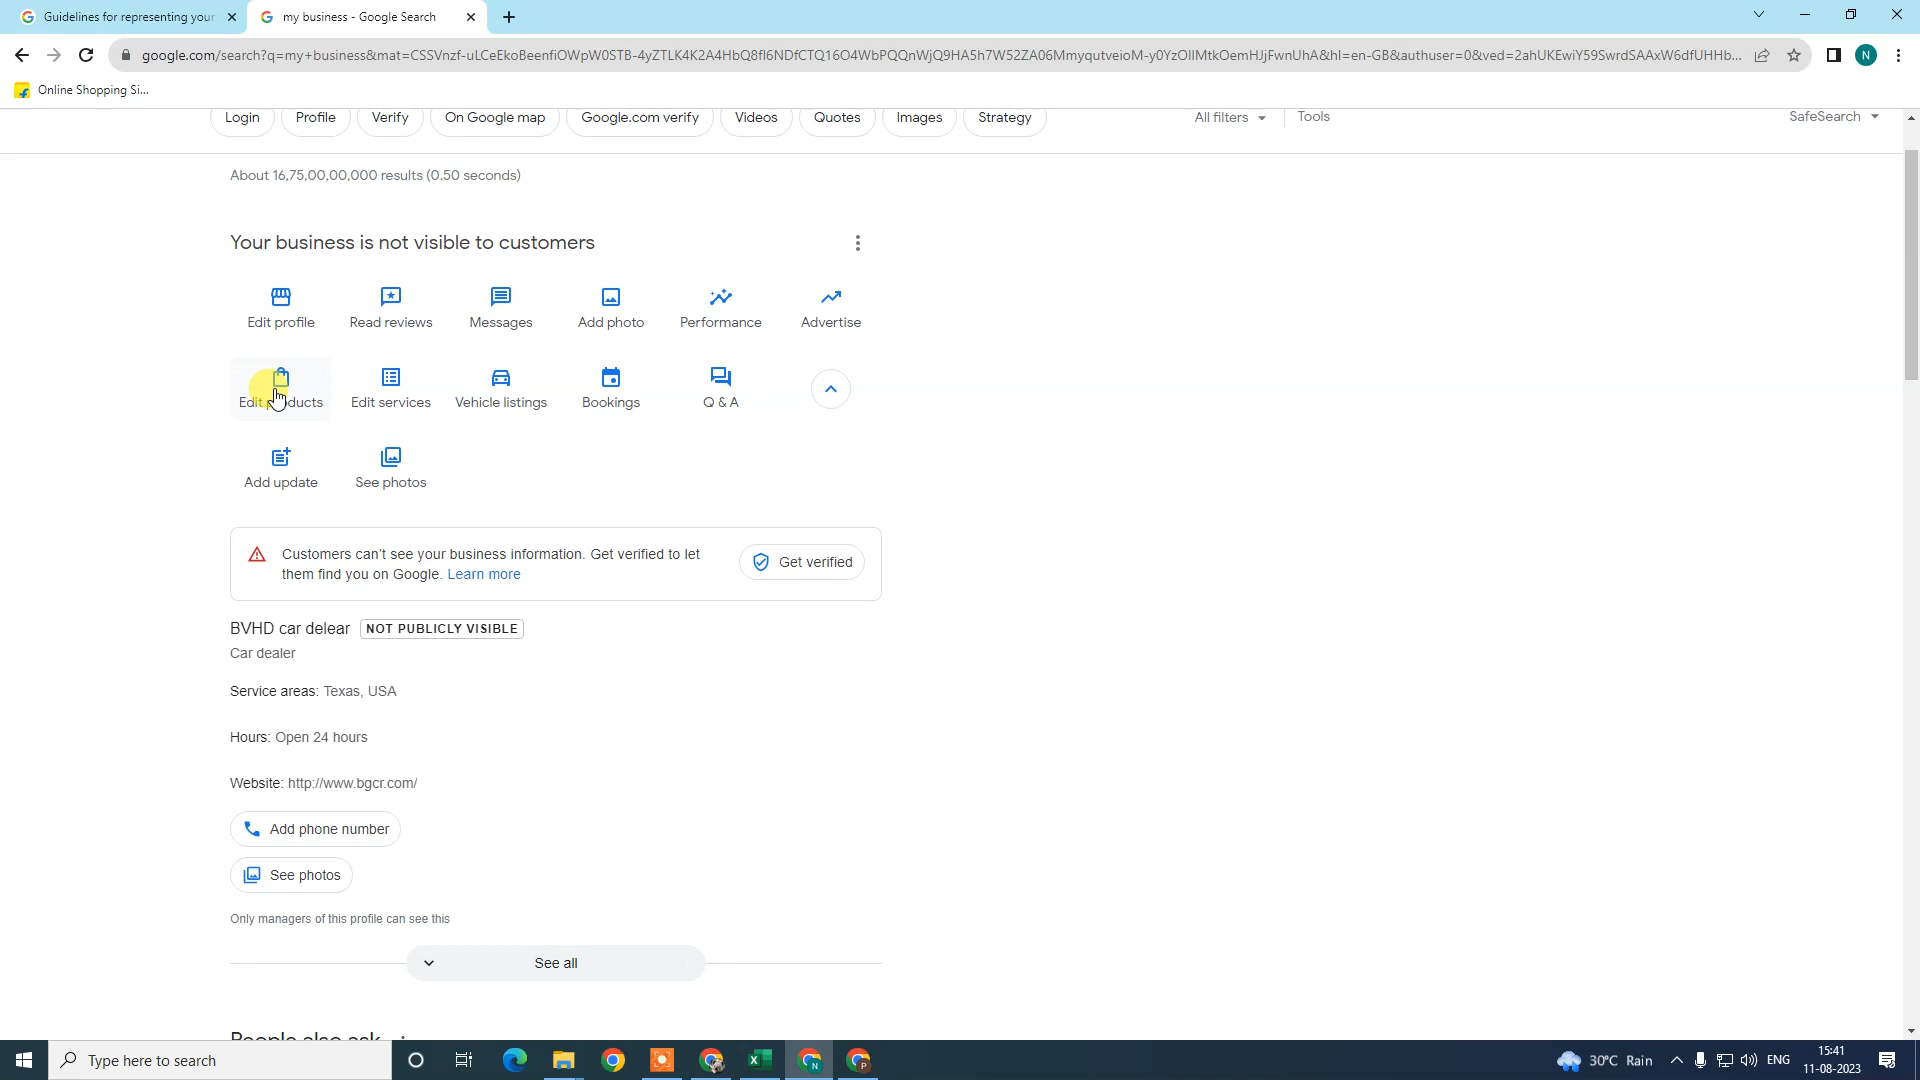 Guidelines for representing your
my business - Google Search
google.com/search?q=my+business&mat=CSSVnzf-uLCeEkoBeenfiOWpW0STB-4yZTLK4K2A4HbQ8fI6NDfCTQ16O4WbPQQnWjQ9HA5h7W52ZA06MmyqutveioM-y0YzOlIMtkOemHJjFwnUhA&hl=en-GB&authuser=0&ved=2ahUKEwiY59SwrdSAAxW6dfUHHb...
N
Online Shopping Si...
Login
Profile
Verify
On Google map
Google.com verify
Videos
Quotes
Images
Strategy
All filters
Tools
SafeSearch
About 16,75,00,00,000 results (0.50 seconds)
Your business is not visible to customers
Edit profile
Read reviews
Messages
Add photo
Performance
Advertise
Edit products
Edit services
Vehicle listings
Bookings
Q & A
Add update
See photos
Customers can't see your business information. Get verified to let
them find you on Google. Learn more
Get verified
BVHD car delear NOT PUBLICLY VISIBLE
Car dealer
Service areas: Texas, USA
Hours: Open 24 hours
Website: http://www.bgcr.com/
Add phone number
See photos
Only managers of this profile can see this
See all
People also ask
Type here to search
30°C Rain
ENG
15:41
11-08-2023